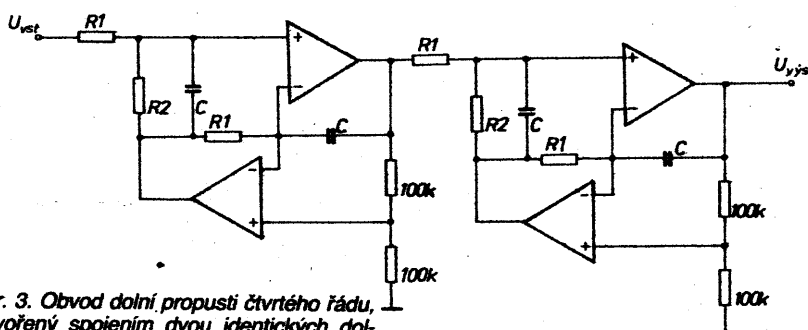 U_vst
R1
+
−
R2
C
R1
C
−
+
100k
100k
R1
+
−
U_výs
R2
C
R1
C
−
+
100k
100k
r. 3. Obvod dolní propusti čtvrtého řádu,
vořený spojením dvou identických dol-